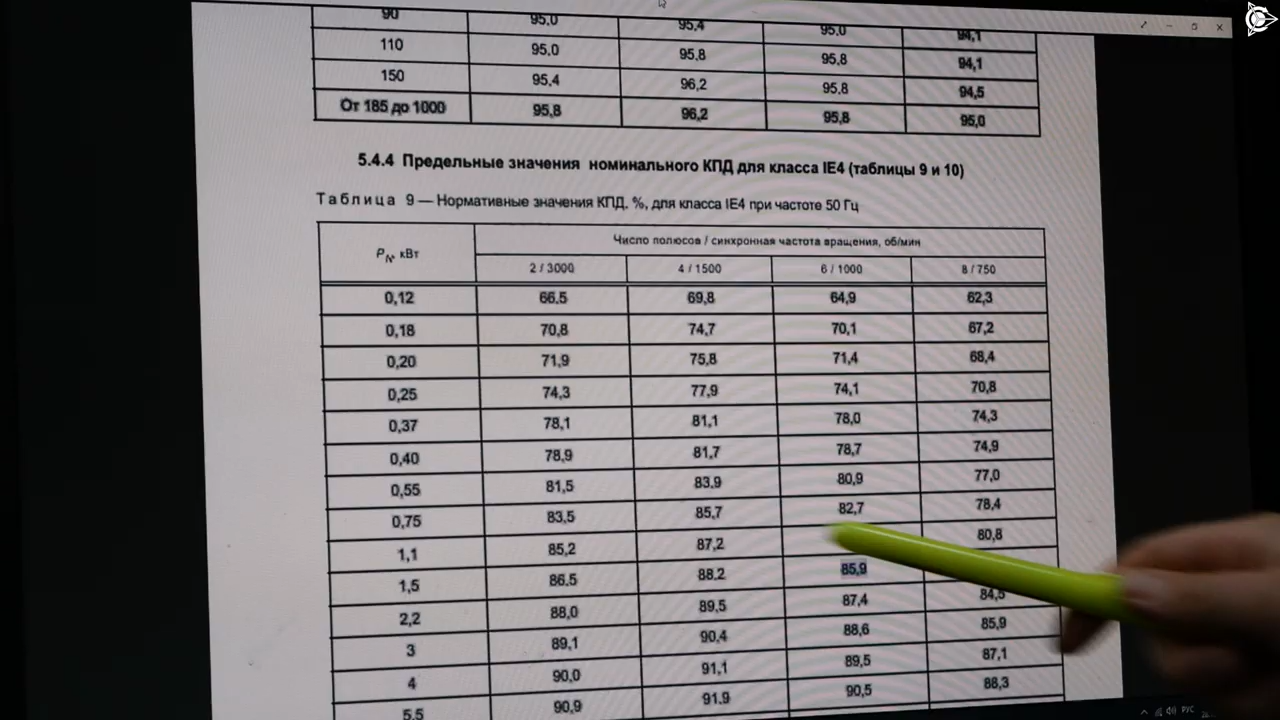 90 95,0 95,4 95,0 94,1
110 95,0 95,8 95,8 94,1
150 95,4 96,2 95,8 94,5
От 185 до 1000 95,8 96,2 95,8 95,0
5.4.4 Предельные значения номинального КПД для класса IE4 (таблицы 9 и 10)
Таблица 9 — Нормативные значения КПД, %, для класса IE4 при частоте 50 Гц
PN, кВт
Число полюсов / синхронная частота вращения, об/мин
2 / 3000 4 / 1500 6 / 1000 8 / 750
0,12 66,5 69,8 64,9 62,3
0,18 70,8 74,7 70,1 67,2
0,20 71,9 75,8 71,4 68,4
0,25 74,3 77,9 74,1 70,8
0,37 78,1 81,1 78,0 74,3
0,40 78,9 81,7 78,7 74,9
0,55 81,5 83,9 80,9 77,0
0,75 83,5 85,7 82,7 78,4
1,1 85,2 87,2 80,8
1,5 86,5 88,2 85,9
2,2 88,0 89,5 87,4 84,5
3 89,1 90,4 88,6 85,9
4 90,0 91,1 89,5 87,1
5,5 90,9 91,9 90,5 88,3
РУС